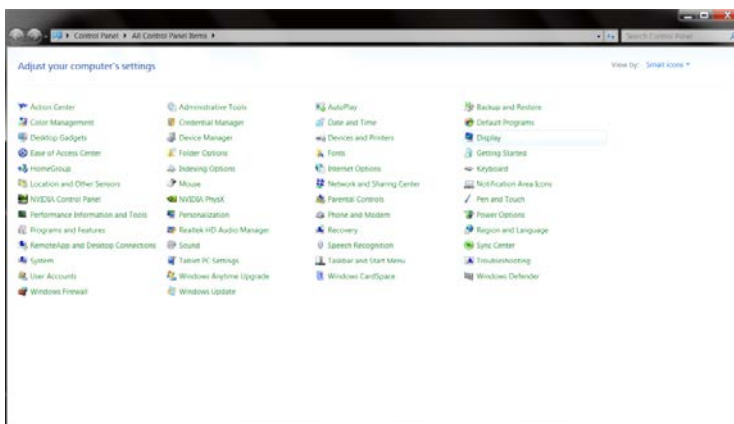 Control Panel ▸ All Control Panel Items ▸ Search Control Panel
Adjust your computer's settings View by: Small icons
Action Center Administrative Tools AutoPlay Backup and Restore
Color Management Credential Manager Date and Time Default Programs
Desktop Gadgets Device Manager Devices and Printers Display
Ease of Access Center Folder Options Fonts Getting Started
HomeGroup Indexing Options Internet Options Keyboard
Location and Other Sensors Mouse Network and Sharing Center Notification Area Icons
NVIDIA Control Panel NVIDIA PhysX Parental Controls Pen and Touch
Performance Information and Tools Personalization Phone and Modem Power Options
Programs and Features Realtek HD Audio Manager Recovery Region and Language
RemoteApp and Desktop Connections Sound Speech Recognition Sync Center
System Tablet PC Settings Taskbar and Start Menu Troubleshooting
User Accounts Windows Anytime Upgrade Windows CardSpace Windows Defender
Windows Firewall Windows Update